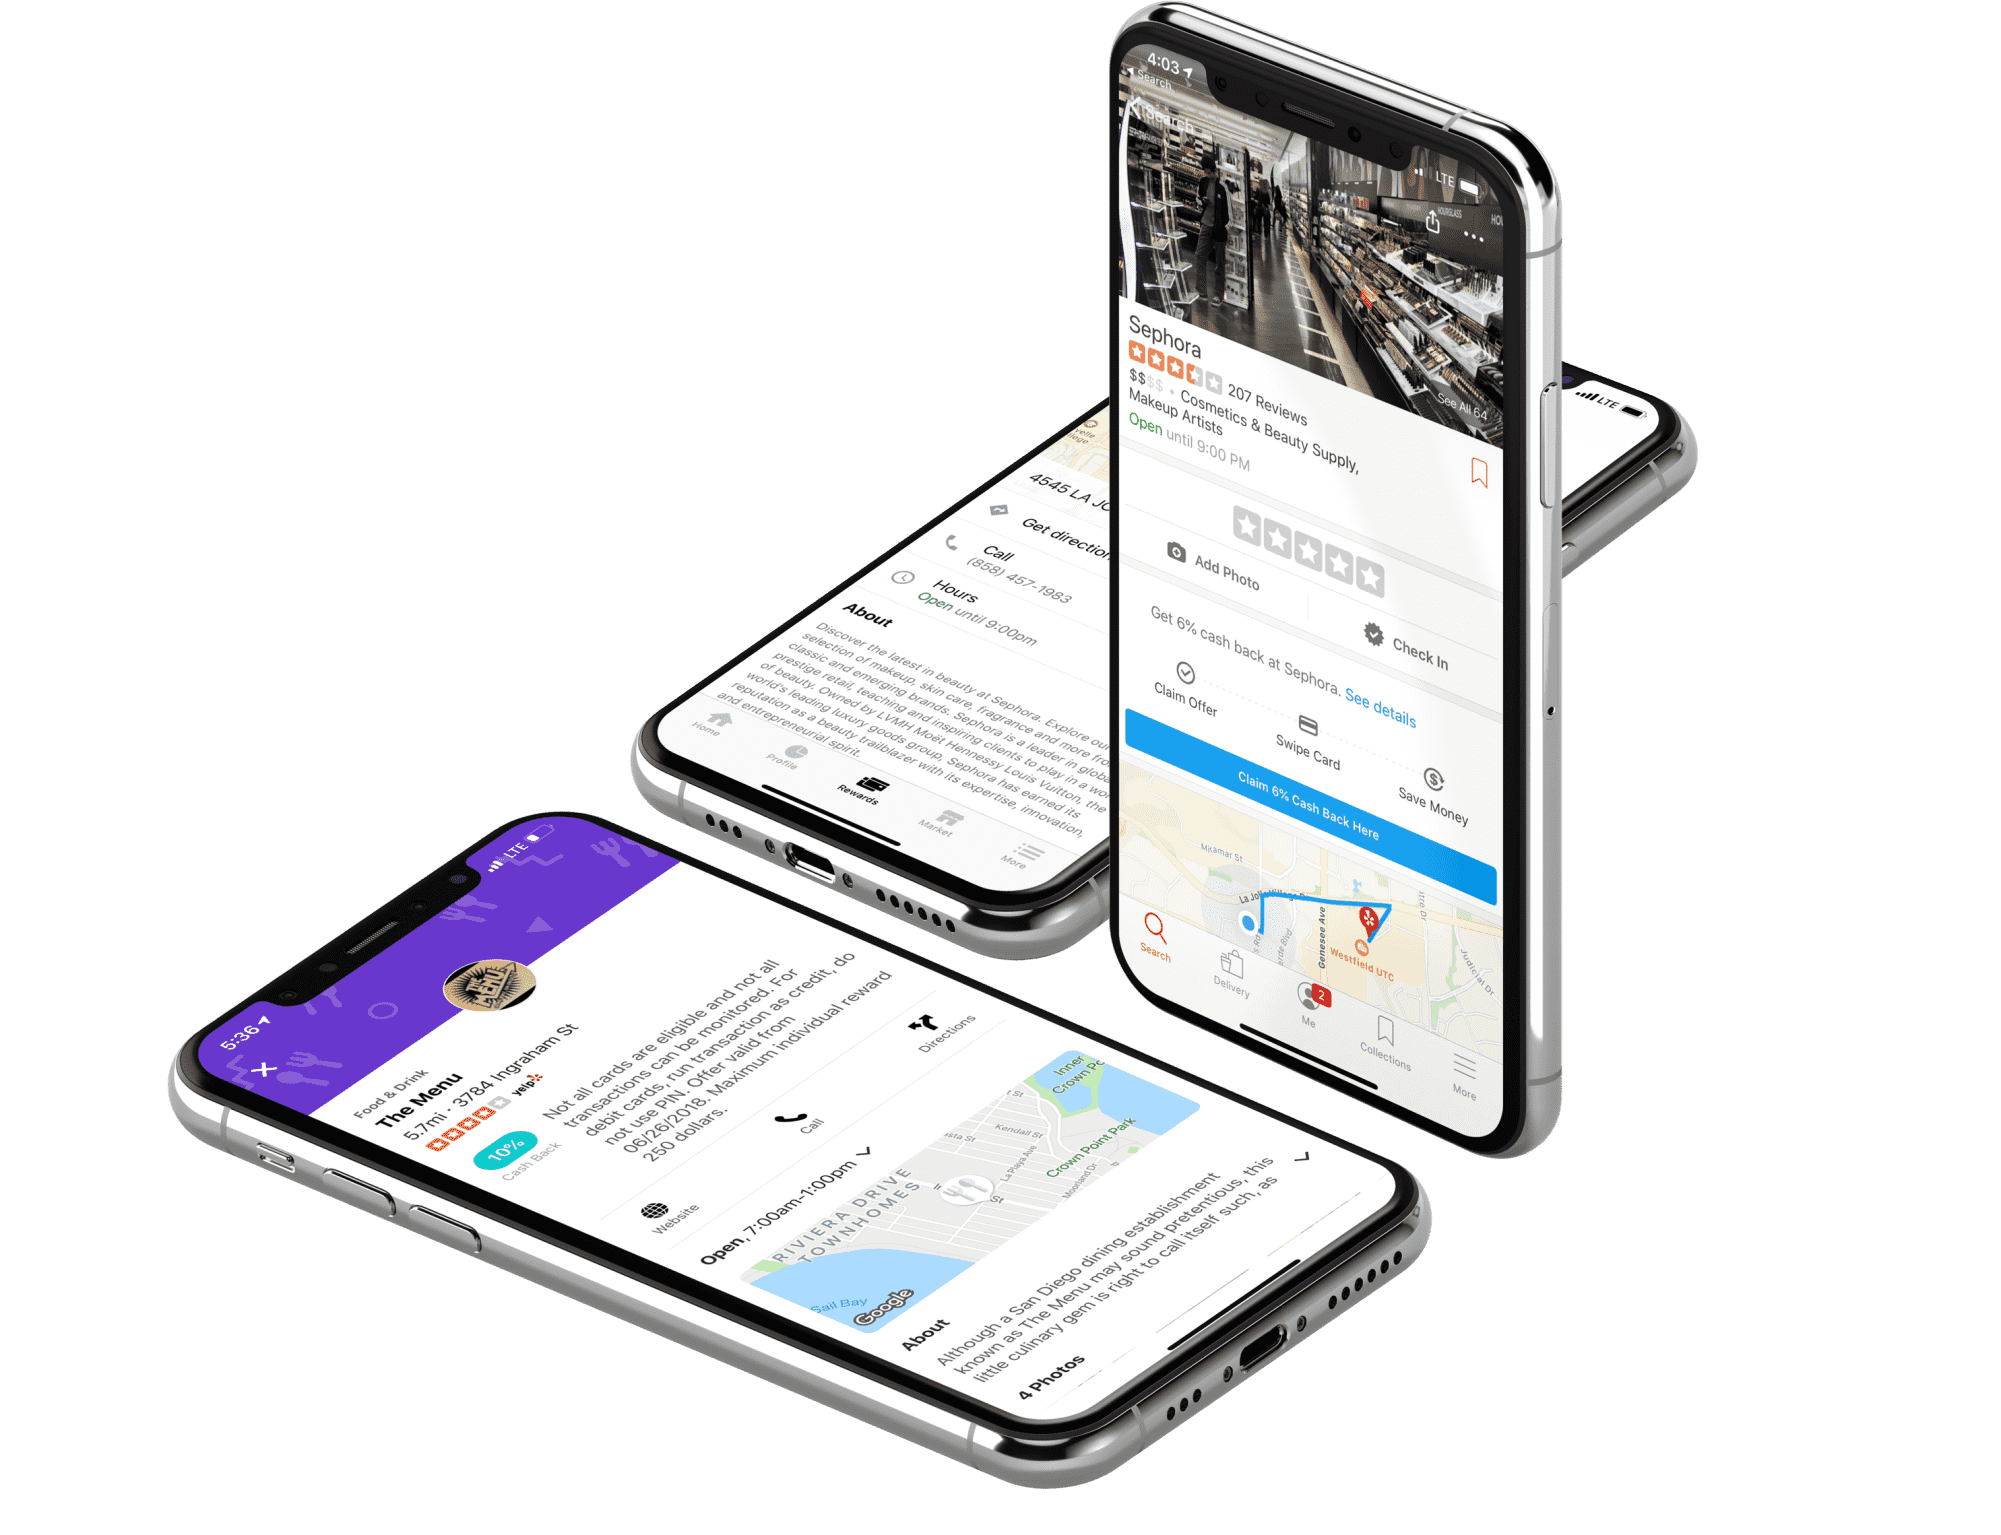 4:03
Search
Search
LTE
HOURGLASS
See All 64
Sephora
207 Reviews
$$$$ • Cosmetics & Beauty Supply,
Makeup Artists
Open until 9:00 PM
Add Photo
Check In
Get 6% cash back at Sephora. See details
Claim Offer
Swipe Card
Save Money
Claim 6% Cash Back Here
La Jolla Village
Genesee Ave
Westfield UTC
Judicial Dr
Search
Delivery
2
Me
Collections
More
LTE
4545 LA JO
Get direction
Call
(858) 457-1983
Hours
Open until 9:00pm
About
Discover the latest in beauty at Sephora. Explore our
selection of makeup, skin care, fragrance and more from
classic and emerging brands. Sephora is a leader in global
prestige retail, teaching and inspiring clients to play in a wor
of beauty. Owned by LVMH Moët Hennessy Louis Vuitton, the
world's leading luxury goods group, Sephora has earned its
reputation as a beauty trailblazer with its expertise, innovation,
and entrepreneurial spirit.
Home
Profile
Rewards
Market
More
5:36
LTE
THE MENU
Food & Drink
The Menu
5.7mi · 3784 Ingraham St
yelp
10%
Cash Back
Not all cards are eligible and not all
transactions can be monitored. For
debit cards, run transaction as credit, do
not use PIN. Offer valid from
06/26/2018. Maximum individual reward
250 dollars.
Website
Call
Directions
Open, 7:00am-1:00pm
RIVIERA DRIVE
TOWNHOMES
Kendall St
La Playa Ave
Moorland Dr
Crown Point Park
Inner
Crown Po
Sail Bay
Google
About
Although a San Diego dining establishment
known as The Menu may sound pretentious, this
little culinary gem is right to call itself such, as
4 Photos